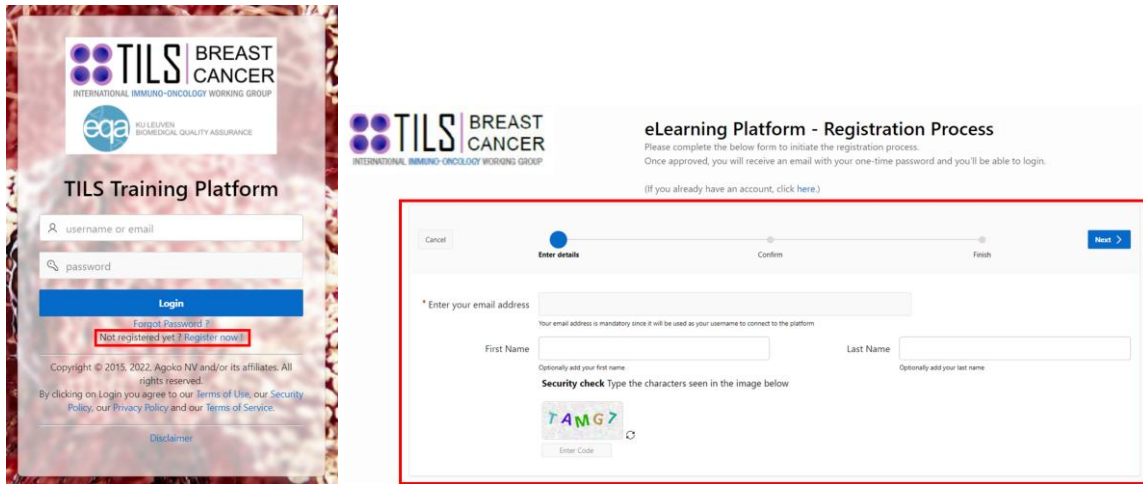 TILS BREAST CANCER
INTERNATIONAL IMMUNO-ONCOLOGY WORKING GROUP
eqa KU LEUVEN
BIOMEDICAL QUALITY ASSURANCE
TILS Training Platform
username or email
password
Login
Forgot Password ?
Not registered yet ? Register now !
Copyright © 2015, 2022, Agoko NV and/or its affiliates. All
rights reserved.
By clicking on Login you agree to our Terms of Use, our Security
Policy, our Privacy Policy and our Terms of Service.
Disclaimer
TILS BREAST CANCER
INTERNATIONAL IMMUNO-ONCOLOGY WORKING GROUP
eLearning Platform - Registration Process
Please complete the below form to initiate the registration process.
Once approved, you will receive an email with your one-time password and you'll be able to login.
(If you already have an account, click here.)
Cancel
Enter details
Confirm
Finish
Next >
* Enter your email address
Your email address is mandatory since it will be used as your username to connect to the platform
First Name
Optionally add your first name
Last Name
Optionally add your last name
Security check Type the characters seen in the image below
TAMG7
Enter Code